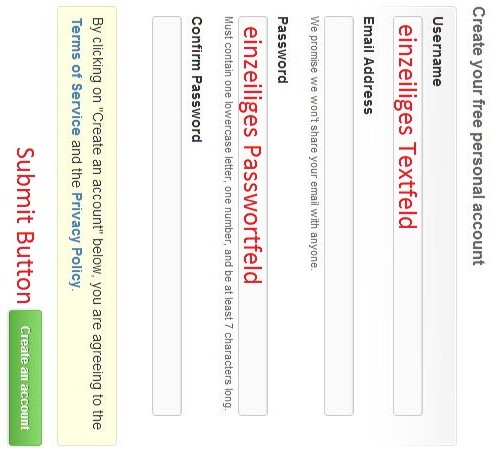 Create your free personal account
Username
einzeiliges Textfeld
Email Address
We promise we won't share your email with anyone.
Password
einzeiliges Passwortfeld
Must contain one lowercase letter, one number, and be at least 7 characters long.
Confirm Password
By clicking on "Create an account" below, you are agreeing to the
Terms of Service and the Privacy Policy.
Submit Button
Create an account